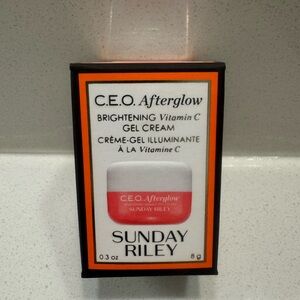 C.E.O. Afterglow
BRIGHTENING Vitamin C
GEL CREAM
CRÈME-GEL ILLUMINANTE
À LA Vitamine C
C.E.O. Afterglow
SUNDAY RILEY
SUNDAY
RILEY
0.3 oz 8 g